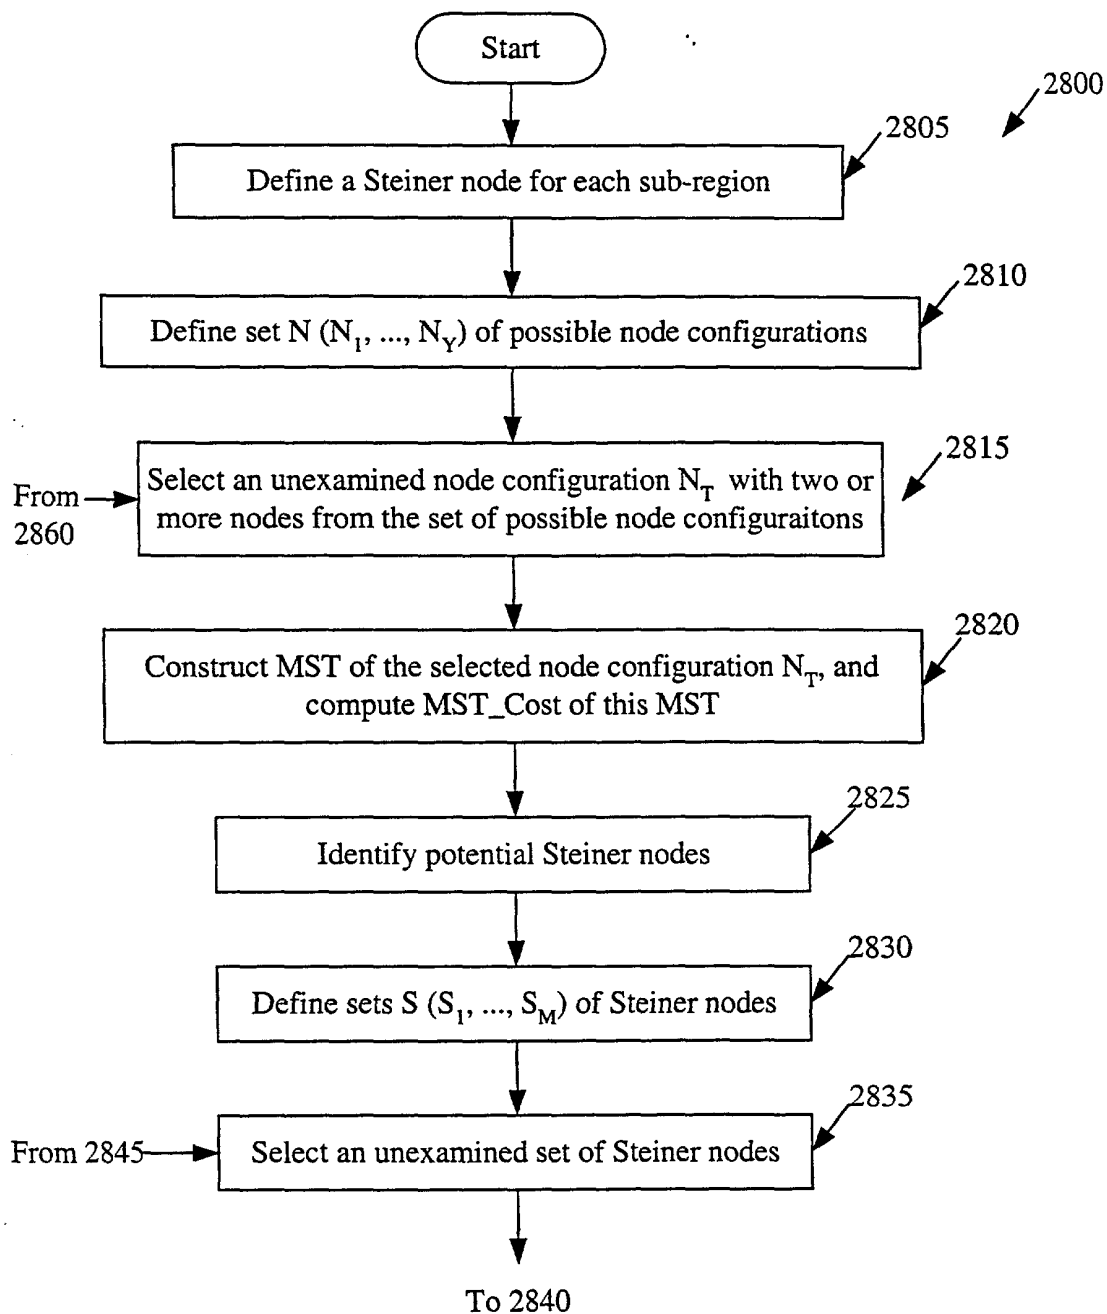 Start
2800
2805
Define a Steiner node for each sub-region
2810
Define set N (N₁, ..., N_Y) of possible node configurations
2815
Select an unexamined node configuration N_T with two or
more nodes from the set of possible node configuraitons
From
2860
2820
Construct MST of the selected node configuration N_T, and
compute MST_Cost of this MST
2825
Identify potential Steiner nodes
2830
Define sets S (S₁, ..., S_M) of Steiner nodes
2835
From 2845
Select an unexamined set of Steiner nodes
To 2840